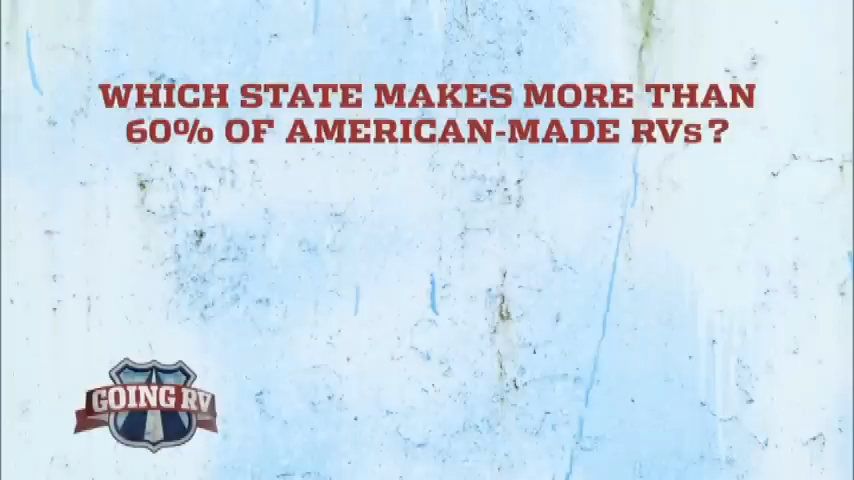 WHICH STATE MAKES MORE THAN
60% OF AMERICAN-MADE RVs?
GOING RV